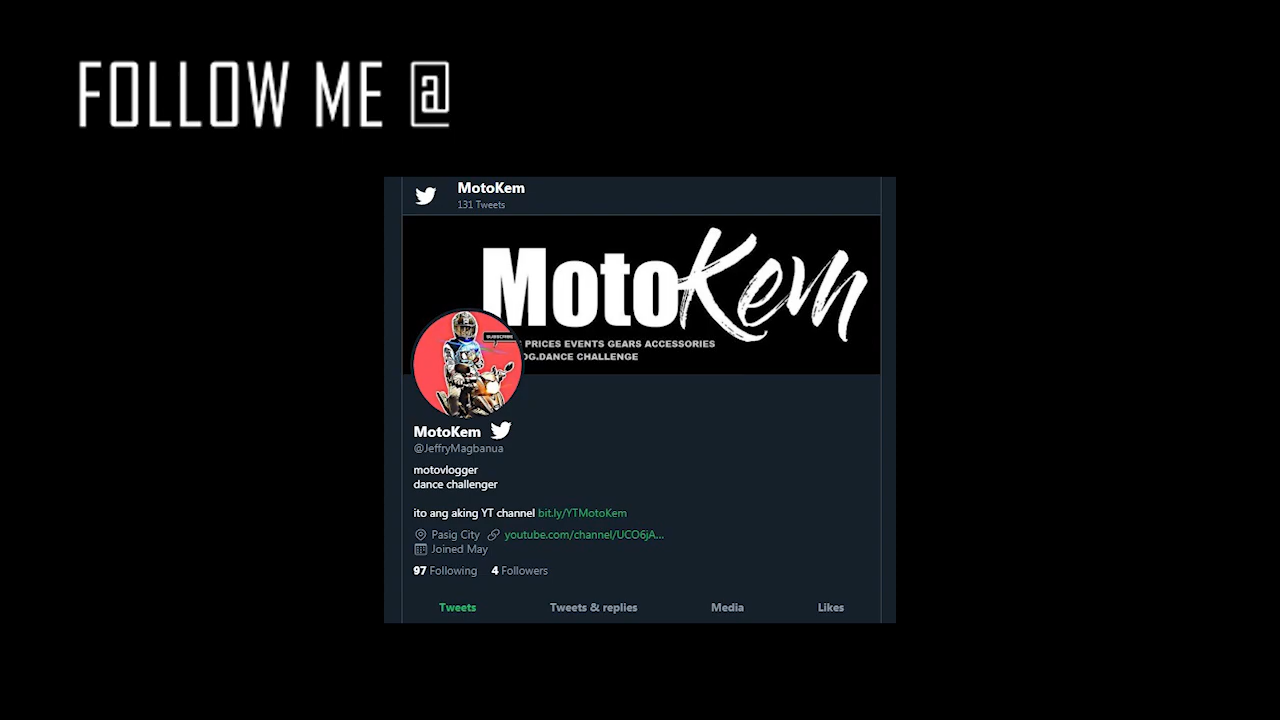 FOLLOW ME @
MotoKem
131 Tweets
MotoKem
PRICES EVENTS GEARS ACCESSORIES
OG.DANCE CHALLENGE
SUBSCRIBE
MotoKem
@JeffryMagbanua
motovlogger
dance challenger
ito ang aking YT channel bit.ly/YTMotoKem
Pasig City youtube.com/channel/UCO6jA...
Joined May
97 Following 4 Followers
Tweets Tweets & replies Media Likes